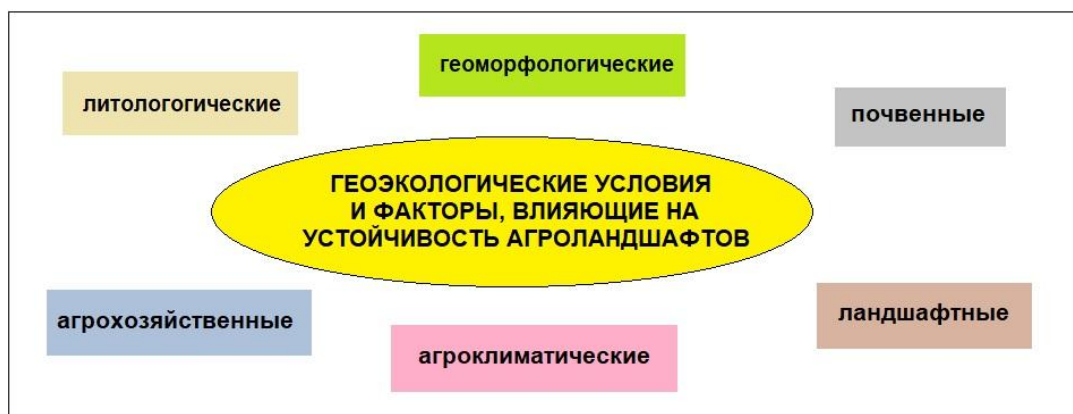 геоморфологические
литологогические
почвенные
ГЕОЭКОЛОГИЧЕСКИЕ УСЛОВИЯ
И ФАКТОРЫ, ВЛИЯЮЩИЕ НА
УСТОЙЧИВОСТЬ АГРОЛАНДШАФТОВ
агрохозяйственные
ландшафтные
агроклиматические